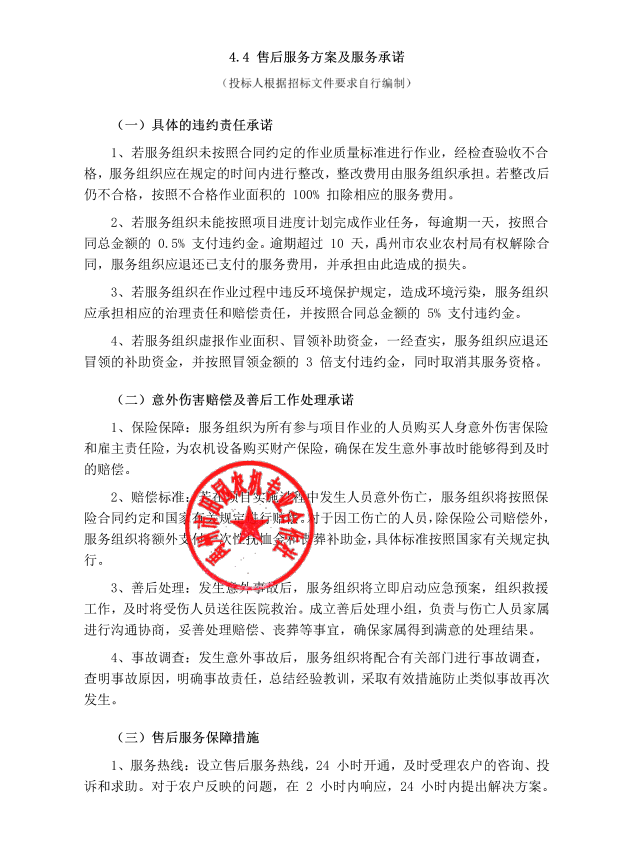 4.4 售后服务方案及服务承诺
（投标人根据招标文件要求自行编制）
（一）具体的违约责任承诺
1、若服务组织未按照合同约定的作业质量标准进行作业，经检查验收不合
格，服务组织应在规定的时间内进行整改，整改费用由服务组织承担。若整改后
仍不合格，按照不合格作业面积的 100% 扣除相应的服务费用。
2、若服务组织未能按照项目进度计划完成作业任务，每逾期一天，按照合
同总金额的 0.5% 支付违约金。逾期超过 10 天，禹州市农业农村局有权解除合
同，服务组织应退还已支付的服务费用，并承担由此造成的损失。
3、若服务组织在作业过程中违反环境保护规定，造成环境污染，服务组织
应承担相应的治理责任和赔偿责任，并按照合同总金额的 5% 支付违约金。
4、若服务组织虚报作业面积、冒领补助资金，一经查实，服务组织应退还
冒领的补助资金，并按照冒领金额的 3 倍支付违约金，同时取消其服务资格。
（二）意外伤害赔偿及善后工作处理承诺
1、保险保障：服务组织为所有参与项目作业的人员购买人身意外伤害保险
和雇主责任险，为农机设备购买财产保险，确保在发生意外事故时能够得到及时
的赔偿。
2、赔偿标准：若在项目实施过程中发生人员意外伤亡，服务组织将按照保
险合同约定和国家有关规定进行赔偿。对于因工伤亡的人员，除保险公司赔偿外，
服务组织将额外支付一次性抚恤金和丧葬补助金，具体标准按照国家有关规定执
行。
3、善后处理：发生意外事故后，服务组织将立即启动应急预案，组织救援
工作，及时将受伤人员送往医院救治。成立善后处理小组，负责与伤亡人员家属
进行沟通协商，妥善处理赔偿、丧葬等事宜，确保家属得到满意的处理结果。
4、事故调查：发生意外事故后，服务组织将配合有关部门进行事故调查，
查明事故原因，明确事故责任，总结经验教训，采取有效措施防止类似事故再次
发生。
（三）售后服务保障措施
1、服务热线：设立售后服务热线，24 小时开通，及时受理农户的咨询、投
诉和求助。对于农户反映的问题，在 2 小时内响应，24 小时内提出解决方案。